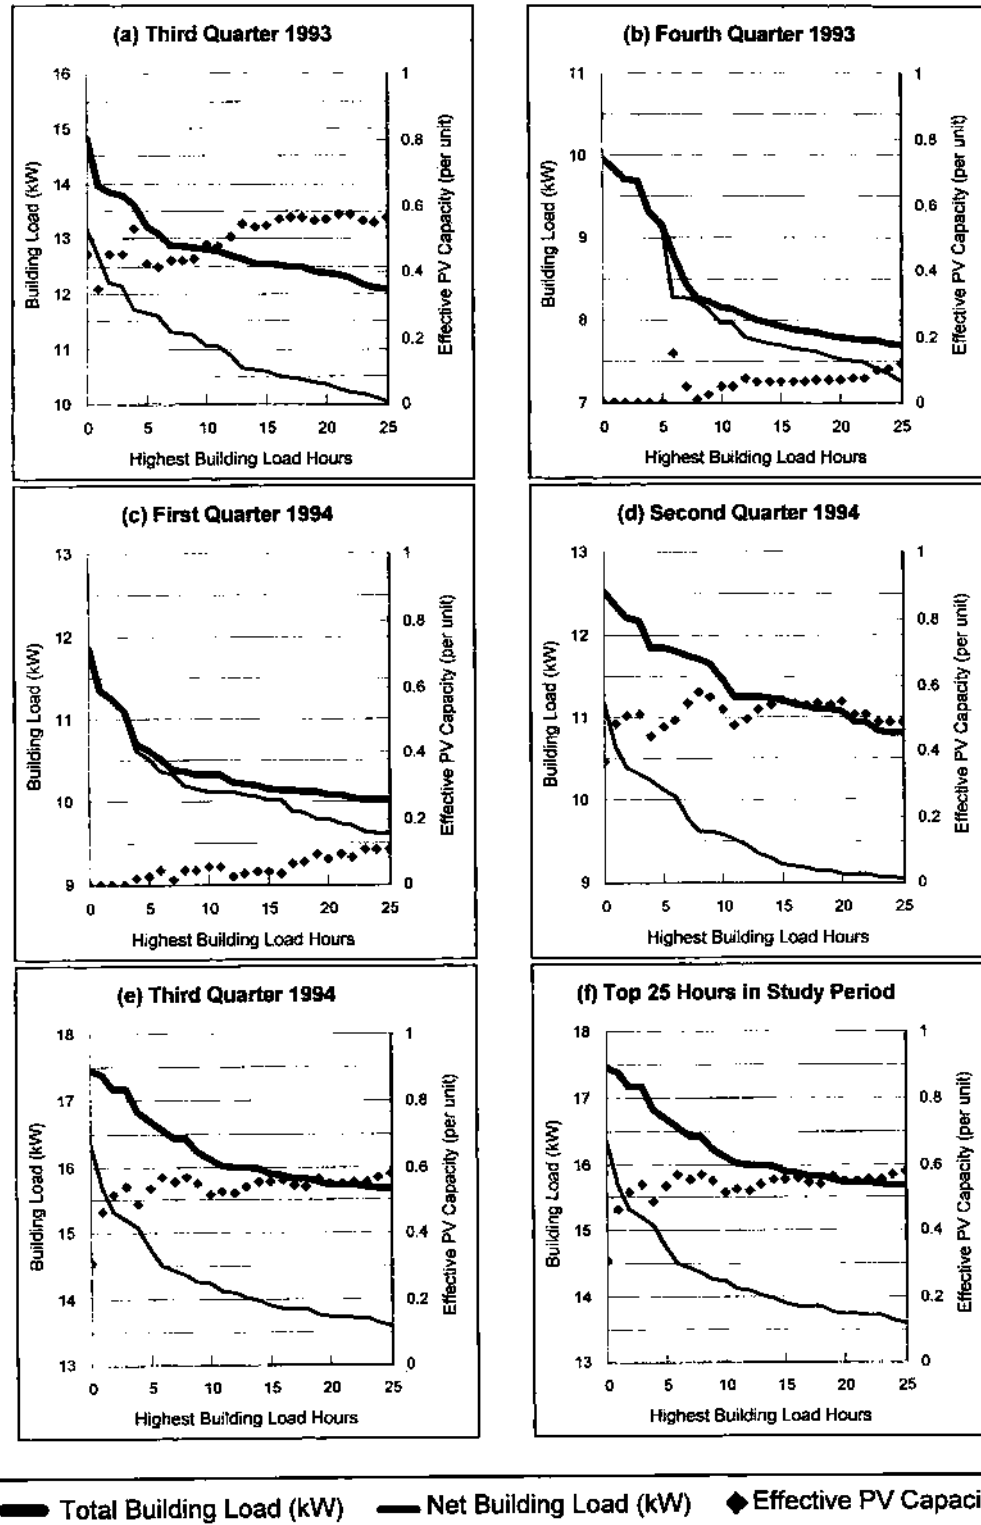 (a) Third Quarter 1993
16
15
14
13
12
11
10
1
0.8
0.6
0.4
0.2
0
0 5 10 15 20 25
Building Load (kW)
Effective PV Capacity (per unit)
Highest Building Load Hours
(b) Fourth Quarter 1993
11
10
9
8
7
1
0.8
0.6
0.4
0.2
0
0 5 10 15 20 25
Building Load (kW)
Effective PV Capacity (per unit)
Highest Building Load Hours
(c) First Quarter 1994
13
12
11
10
9
1
0.8
0.6
0.4
0.2
0
0 5 10 15 20 25
Building Load (kW)
Effective PV Capacity (per unit)
Highest Building Load Hours
(d) Second Quarter 1994
13
12
11
10
9
1
0.8
0.6
0.4
0.2
0
0 5 10 15 20 25
Building Load (kW)
Effective PV Capacity (per unit)
Highest Building Load Hours
(e) Third Quarter 1994
18
17
16
15
14
13
1
0.8
0.6
0.4
0.2
0
0 5 10 15 20 25
Building Load (kW)
Effective PV Capacity (per unit)
Highest Building Load Hours
(f) Top 25 Hours in Study Period
18
17
16
15
14
13
1
0.8
0.6
0.4
0.2
0
0 5 10 15 20 25
Building Load (kW)
Effective PV Capacity (per unit)
Highest Building Load Hours
Total Building Load (kW) Net Building Load (kW) Effective PV Capaci